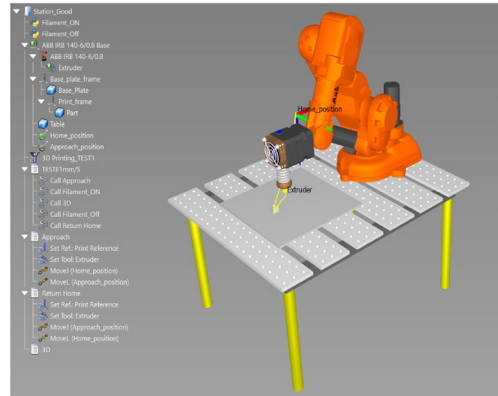 Station_Good
Filament_ON
Filament_Off
ABB IRB 140-6/0.8 Base
ABB IRB 140-6/0.8
Extruder
Base_plate_frame
Base_Plate
Print_frame
Part
Table
Home_position
Approach_position
3D Printing_TEST1
TESTE1mm/S
Call Approach
Call Filament_ON
Call 3D
Call Filament_Off
Call Return Home
Approach
Set Ref.: Print Reference
Set Tool: Extruder
MoveJ (Home_position)
MoveL (Approach_position)
Return Home
Set Ref.: Print Reference
Set Tool: Extruder
MoveJ (Approach_position)
MoveL (Home_position)
3D
Home_position
Extruder